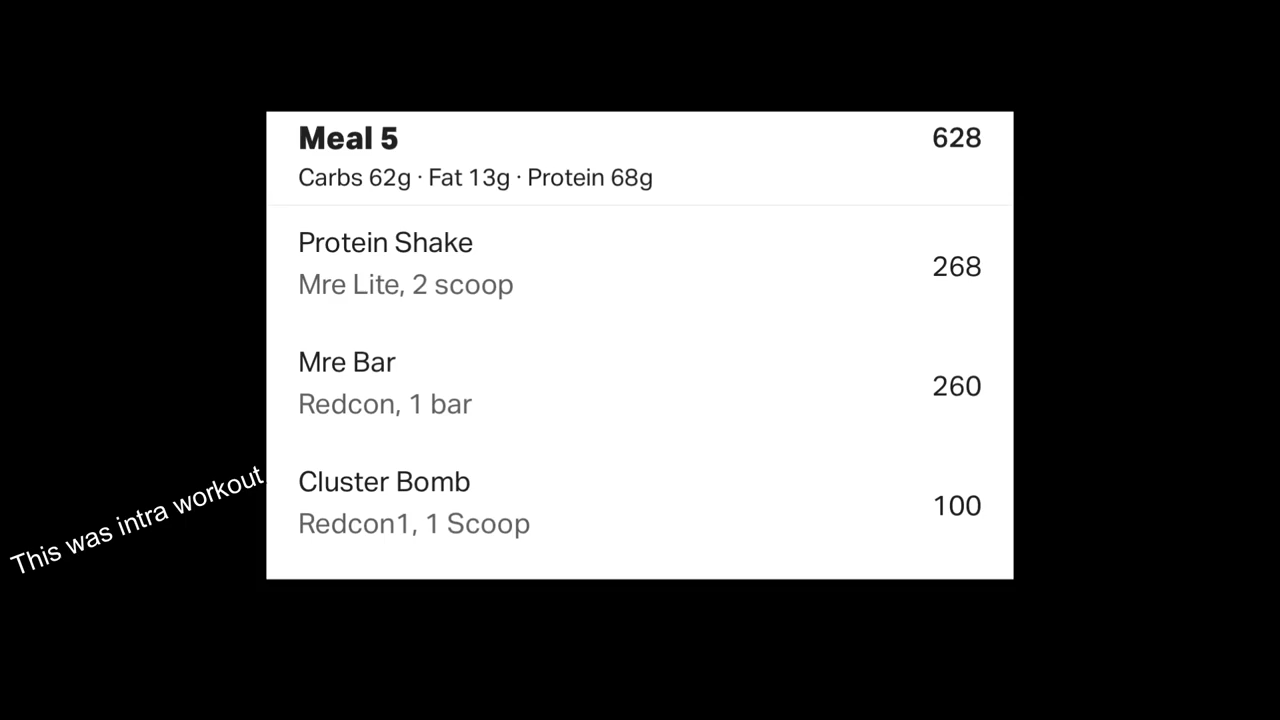 Meal 5
628
Carbs 62g · Fat 13g · Protein 68g
Protein Shake
268
Mre Lite, 2 scoop
Mre Bar
260
Redcon, 1 bar
Cluster Bomb
100
Redcon1, 1 Scoop
This was intra workout